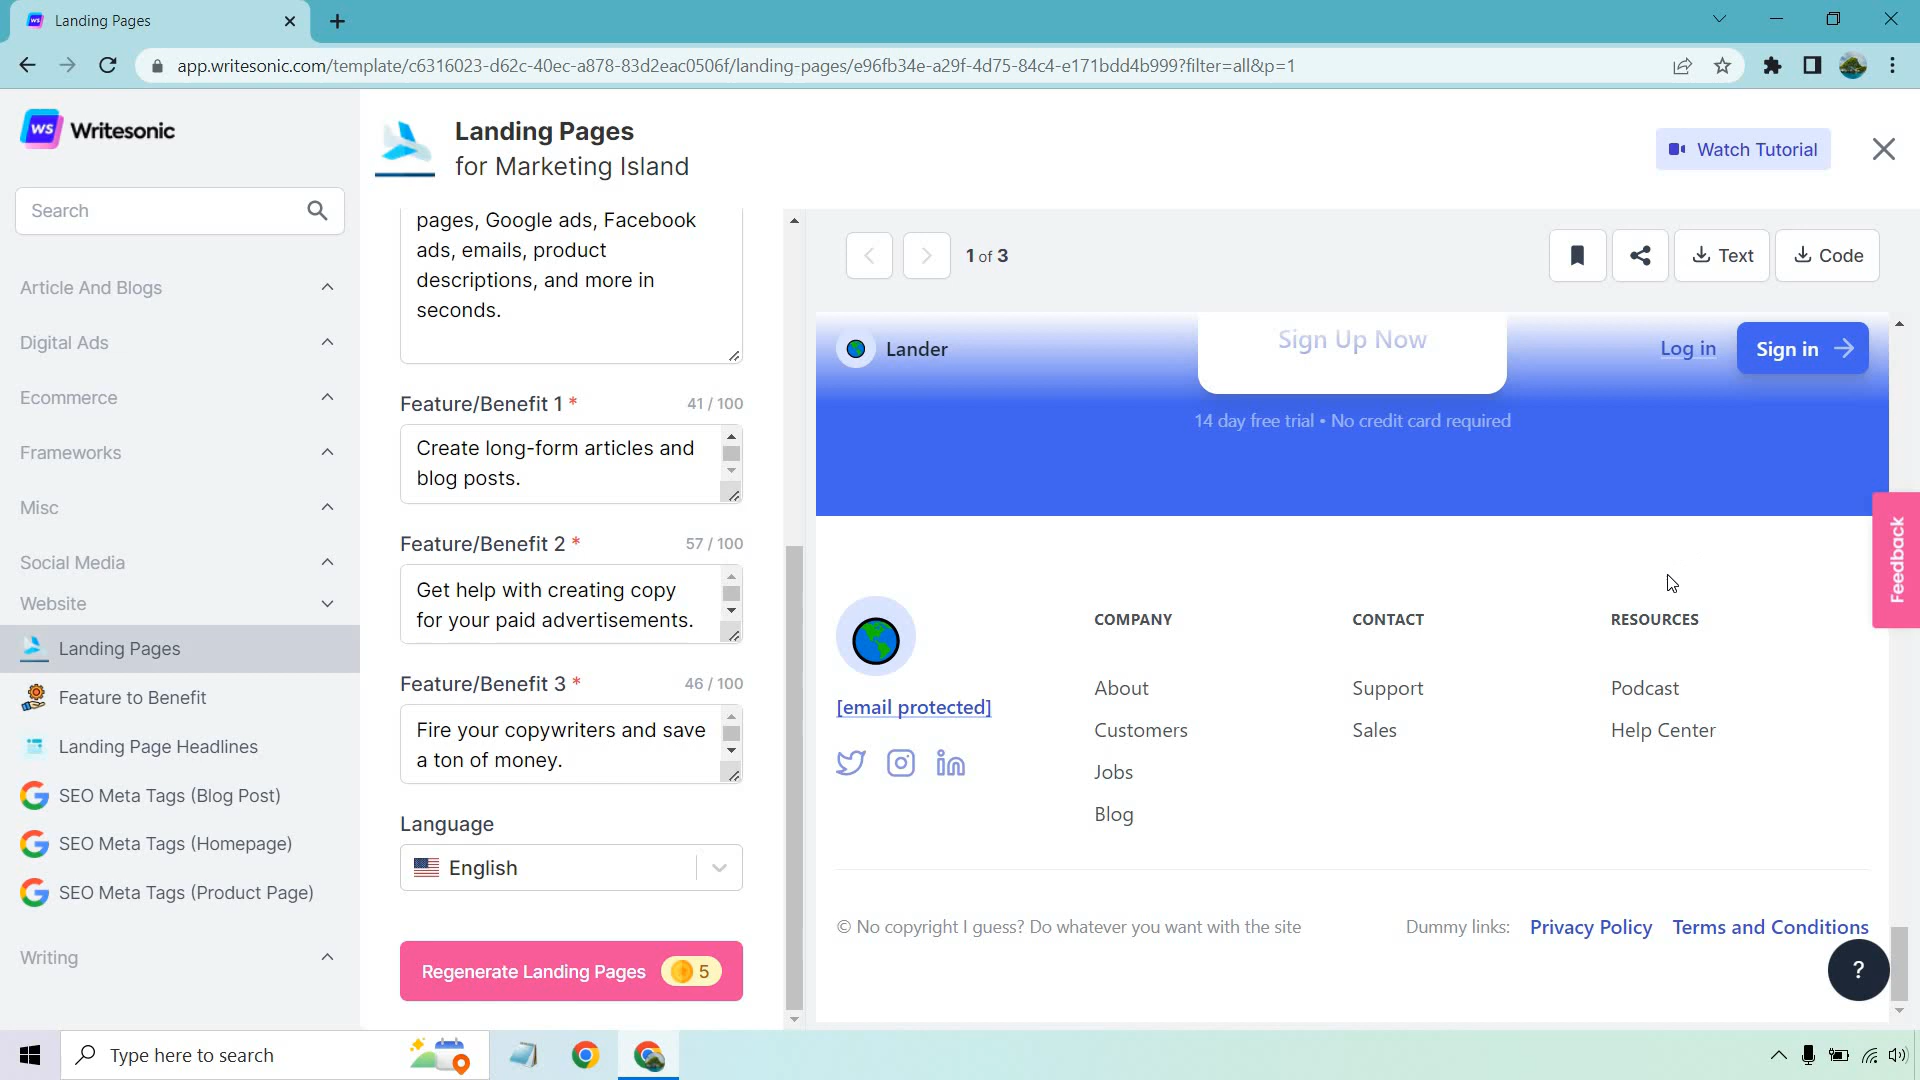 Landing Pages
app.writesonic.com/template/c6316023-d62c-40ec-a878-83d2eac0506f/landing-pages/e96fb34e-a29f-4d75-84c4-e171bdd4b999?filter=all&p=1
WS Writesonic
Search
Article And Blogs
Digital Ads
Ecommerce
Frameworks
Misc
Social Media
Website
Landing Pages
Feature to Benefit
Landing Page Headlines
SEO Meta Tags (Blog Post)
SEO Meta Tags (Homepage)
SEO Meta Tags (Product Page)
Writing
Landing Pages
for Marketing Island
Watch Tutorial
pages, Google ads, Facebook
ads, emails, product
descriptions, and more in
seconds.
Feature/Benefit 1 * 41 / 100
Create long-form articles and
blog posts.
Feature/Benefit 2 * 57 / 100
Get help with creating copy
for your paid advertisements.
Feature/Benefit 3 * 46 / 100
Fire your copywriters and save
a ton of money.
Language
English
Regenerate Landing Pages 5
1 of 3
Text
Code
Lander
Sign Up Now
Log in
Sign in
14 day free trial • No credit card required
Feedback
[email protected]
COMPANY
About
Customers
Jobs
Blog
CONTACT
Support
Sales
RESOURCES
Podcast
Help Center
© No copyright I guess? Do whatever you want with the site
Dummy links: Privacy Policy Terms and Conditions
?
Type here to search